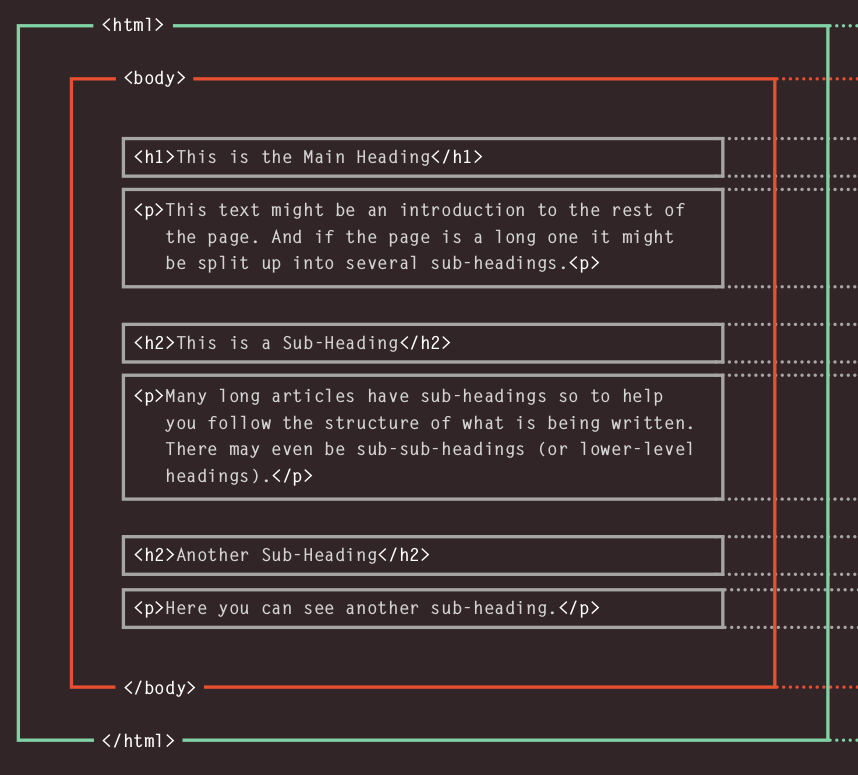 <html>
<body>
<h1>This is the Main Heading</h1>
<p>This text might be an introduction to the rest of
the page. And if the page is a long one it might
be split up into several sub-headings.<p>
<h2>This is a Sub-Heading</h2>
<p>Many long articles have sub-headings so to help
you follow the structure of what is being written.
There may even be sub-sub-headings (or lower-level
headings).</p>
<h2>Another Sub-Heading</h2>
<p>Here you can see another sub-heading.</p>
</body>
</html>